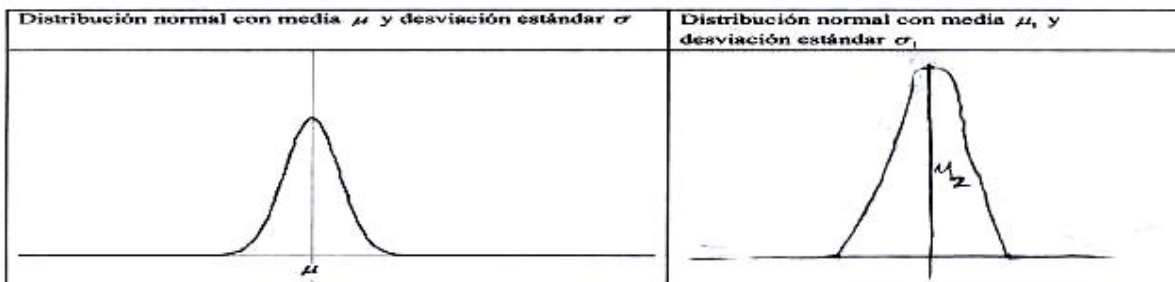 Distribución normal con media μ y desviación estándar σ
Distribución normal con media μ₁ y
desviación estándar σ₁
μ
μ₂